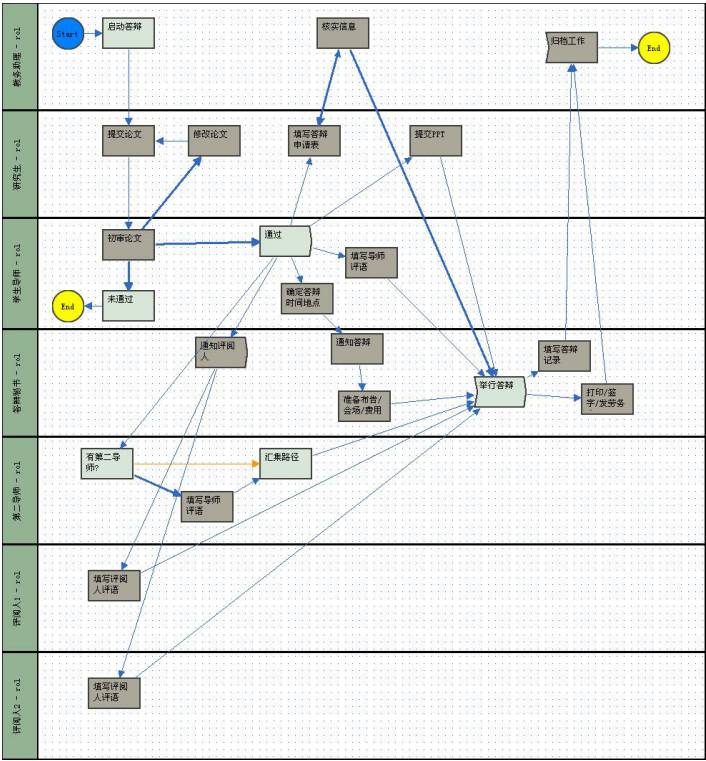 教务助理 - rol
Start
启动答辩
核实信息
归档工作
End
研究生 - rol
提交论文
修改论文
填写答辩
申请表
提交PPT
学生导师 - rol
初审论文
通过
填写导师
评语
确定答辩
时间地点
End
未通过
答辩秘书 - rol
通知评阅
人
通知答辩
填写答辩
记录
准备布告/
会场/费用
举行答辩
打印/签
字/发劳务
第二导师 - rol
有第二导
师?
汇集路径
填写导师
评语
评阅人1 - rol
填写评阅
人评语
评阅人2 - rol
填写评阅
人评语